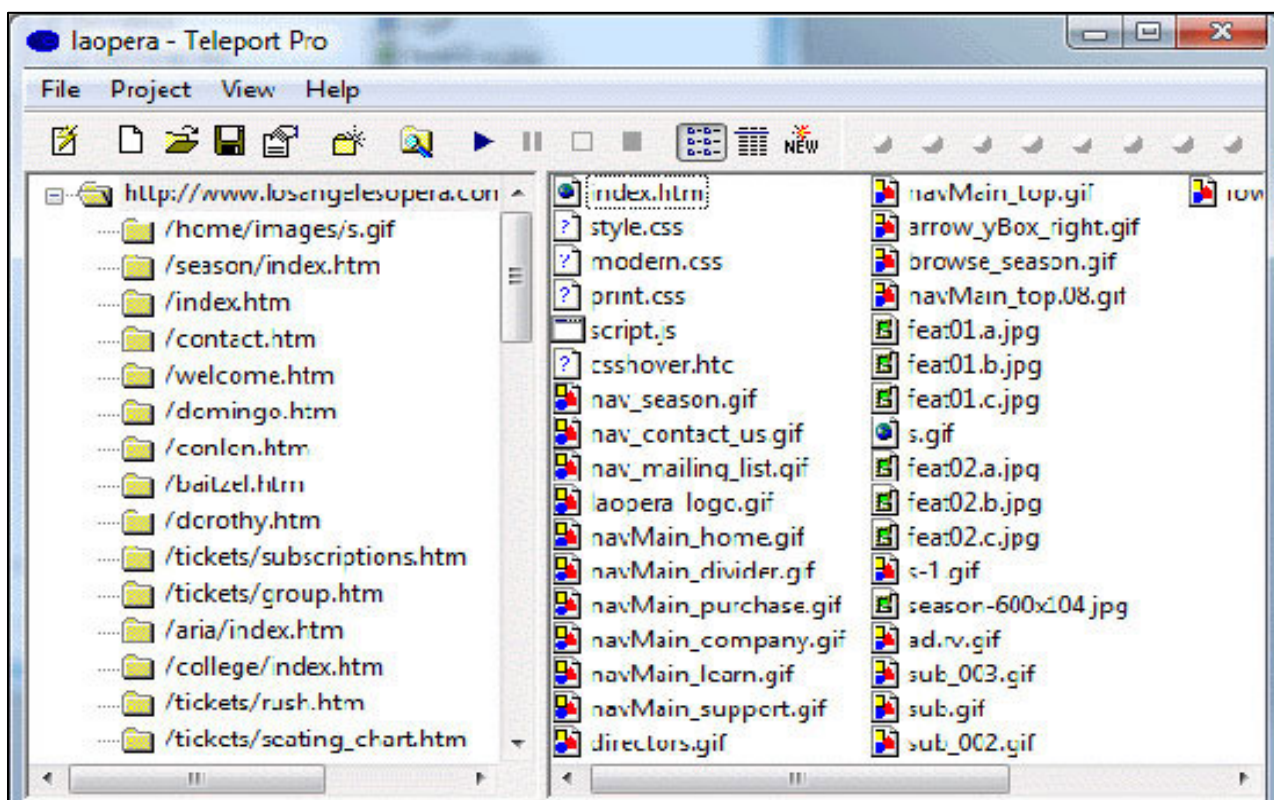 laopera - Teleport Pro
File Project View Help
NEW
http://www.losangelesopera.con
/home/images/s.gif
/season/index.htm
/index.htm
/contact.htm
/welcome.htm
/domingo.htm
/conlon.htm
/baitzel.htm
/dorothy.htm
/tickets/subscriptions.htm
/tickets/group.htm
/aria/index.htm
/college/index.htm
/tickets/rush.htm
/tickets/seating_chart.htm
index.htm
style.css
modern.css
print.css
script.js
csshover.htc
nav_season.gif
nav_contact_us.gif
nav_mailing_list.gif
laopera_logo.gif
navMain_home.gif
navMain_divider.gif
navMain_purchase.gif
navMain_company.gif
navMain_learn.gif
navMain_support.gif
directors.gif
navMain_top.gif
arrow_yBox_right.gif
browse_season.gif
navMain_top.08.gif
feat01.a.jpg
feat01.b.jpg
feat01.c.jpg
s.gif
feat02.a.jpg
feat02.b.jpg
feat02.c.jpg
s-1.gif
season-600x104.jpg
ad.rv.gif
sub_003.gif
sub.gif
sub_002.gif